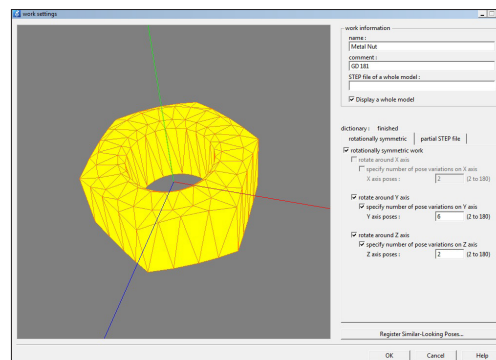 work settings
work information
name :
Metal Nut
comment :
GD 181
STEP file of a whole model :
Display a whole model
dictionary : finished
rotationally symmetric
partial STEP file
rotationally symmetric work
rotate around X axis
specify number of pose variations on X axis
X axis poses : 2 (2 to 180)
rotate around Y axis
specify number of pose variations on Y axis
Y axis poses : 6 (2 to 180)
rotate around Z axis
specify number of pose variations on Z axis
Z axis poses : 2 (2 to 180)
Register Similar-Looking Poses...
OK Cancel Help